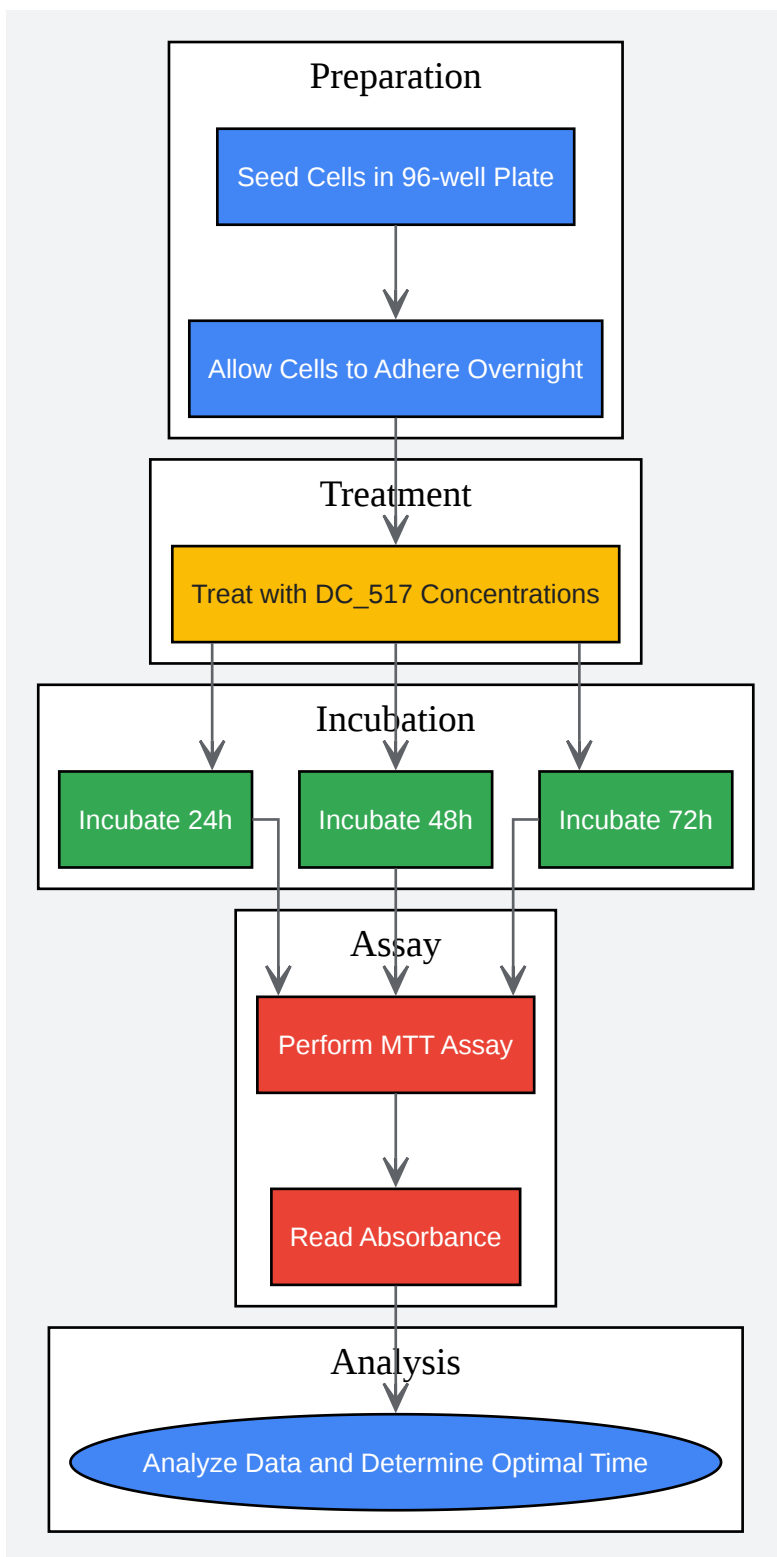 Preparation
Seed Cells in 96-well Plate
Allow Cells to Adhere Overnight
Treatment
Treat with DC_517 Concentrations
Incubation
Incubate 24h
Incubate 48h
Incubate 72h
Assay
Perform MTT Assay
Read Absorbance
Analysis
Analyze Data and Determine Optimal Time